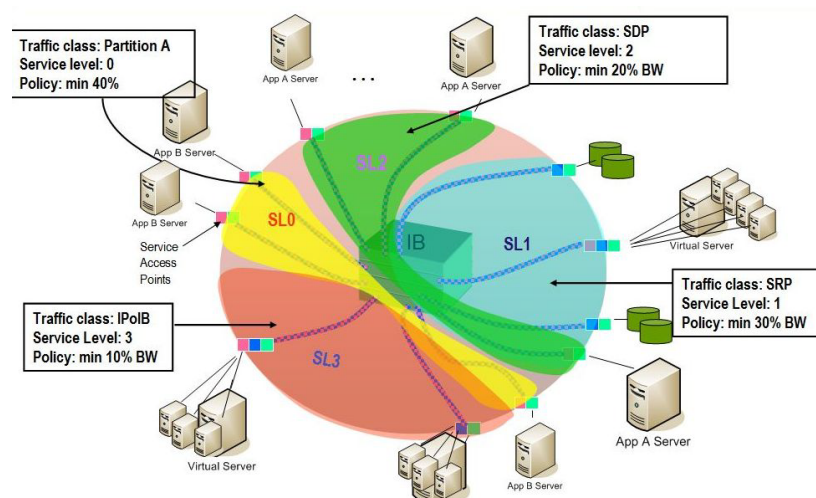 Traffic class: Partition A
Service level: 0
Policy: min 40%
App A Server
...
App A Server
Traffic class: SDP
Service level: 2
Policy: min 20% BW
App B Server
App B Server
SL2
SL0
IB
SL1
Virtual Server
Service
Access
Points
Traffic class: SRP
Service Level: 1
Policy: min 30% BW
Traffic class: IPoIB
Service Level: 3
Policy: min 10% BW
SL3
App A Server
Virtual Server
App B Server